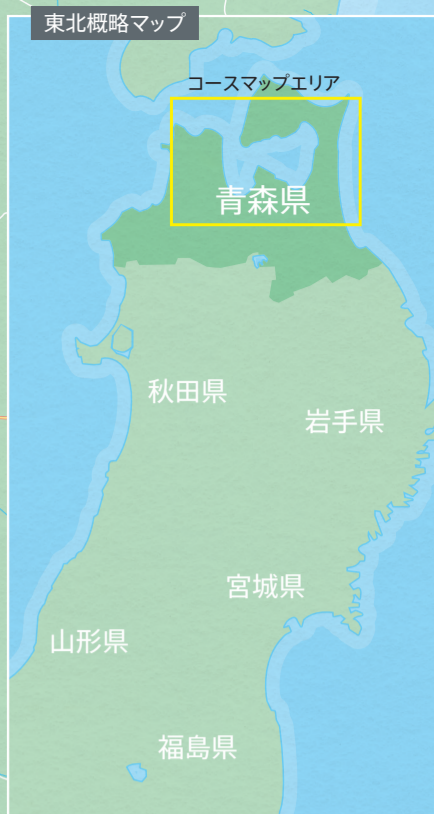 東北概略マップ
コースマップエリア
青森県
秋田県
岩手県
宮城県
山形県
福島県